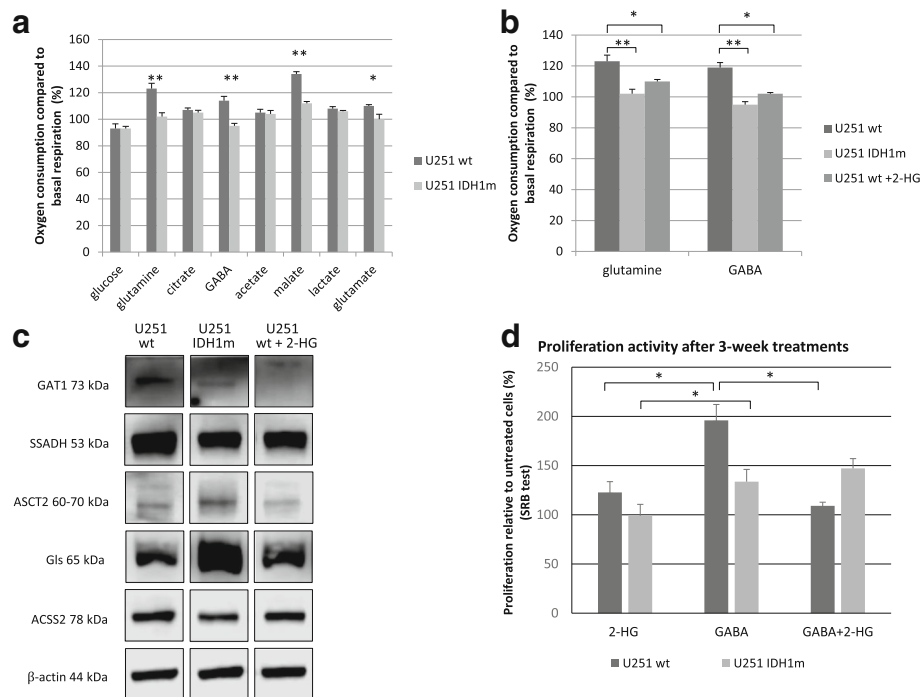 a
Oxygen consumption compared to
basal respiration (%)
160
140
120
100
80
60
40
20
0
**
**
**
*
glucose
glutamine
citrate
GABA
acetate
malate
lactate
glutamate
U251 wt
U251 IDH1m
b
Oxygen consumption compared to
basal respiration (%)
140
120
100
80
60
40
20
0
*
**
*
**
glutamine
GABA
U251 wt
U251 IDH1m
U251 wt +2-HG
c
U251
wt
U251
IDH1m
U251
wt + 2-HG
GAT1 73 kDa
SSADH 53 kDa
ASCT2 60-70 kDa
Gls 65 kDa
ACSS2 78 kDa
β-actin 44 kDa
d
Proliferation activity after 3-week treatments
Proliferation relative to untreated cells (%)
(SRB test)
250
200
150
100
50
0
*
*
*
2-HG
GABA
GABA+2-HG
U251 wt
U251 IDH1m